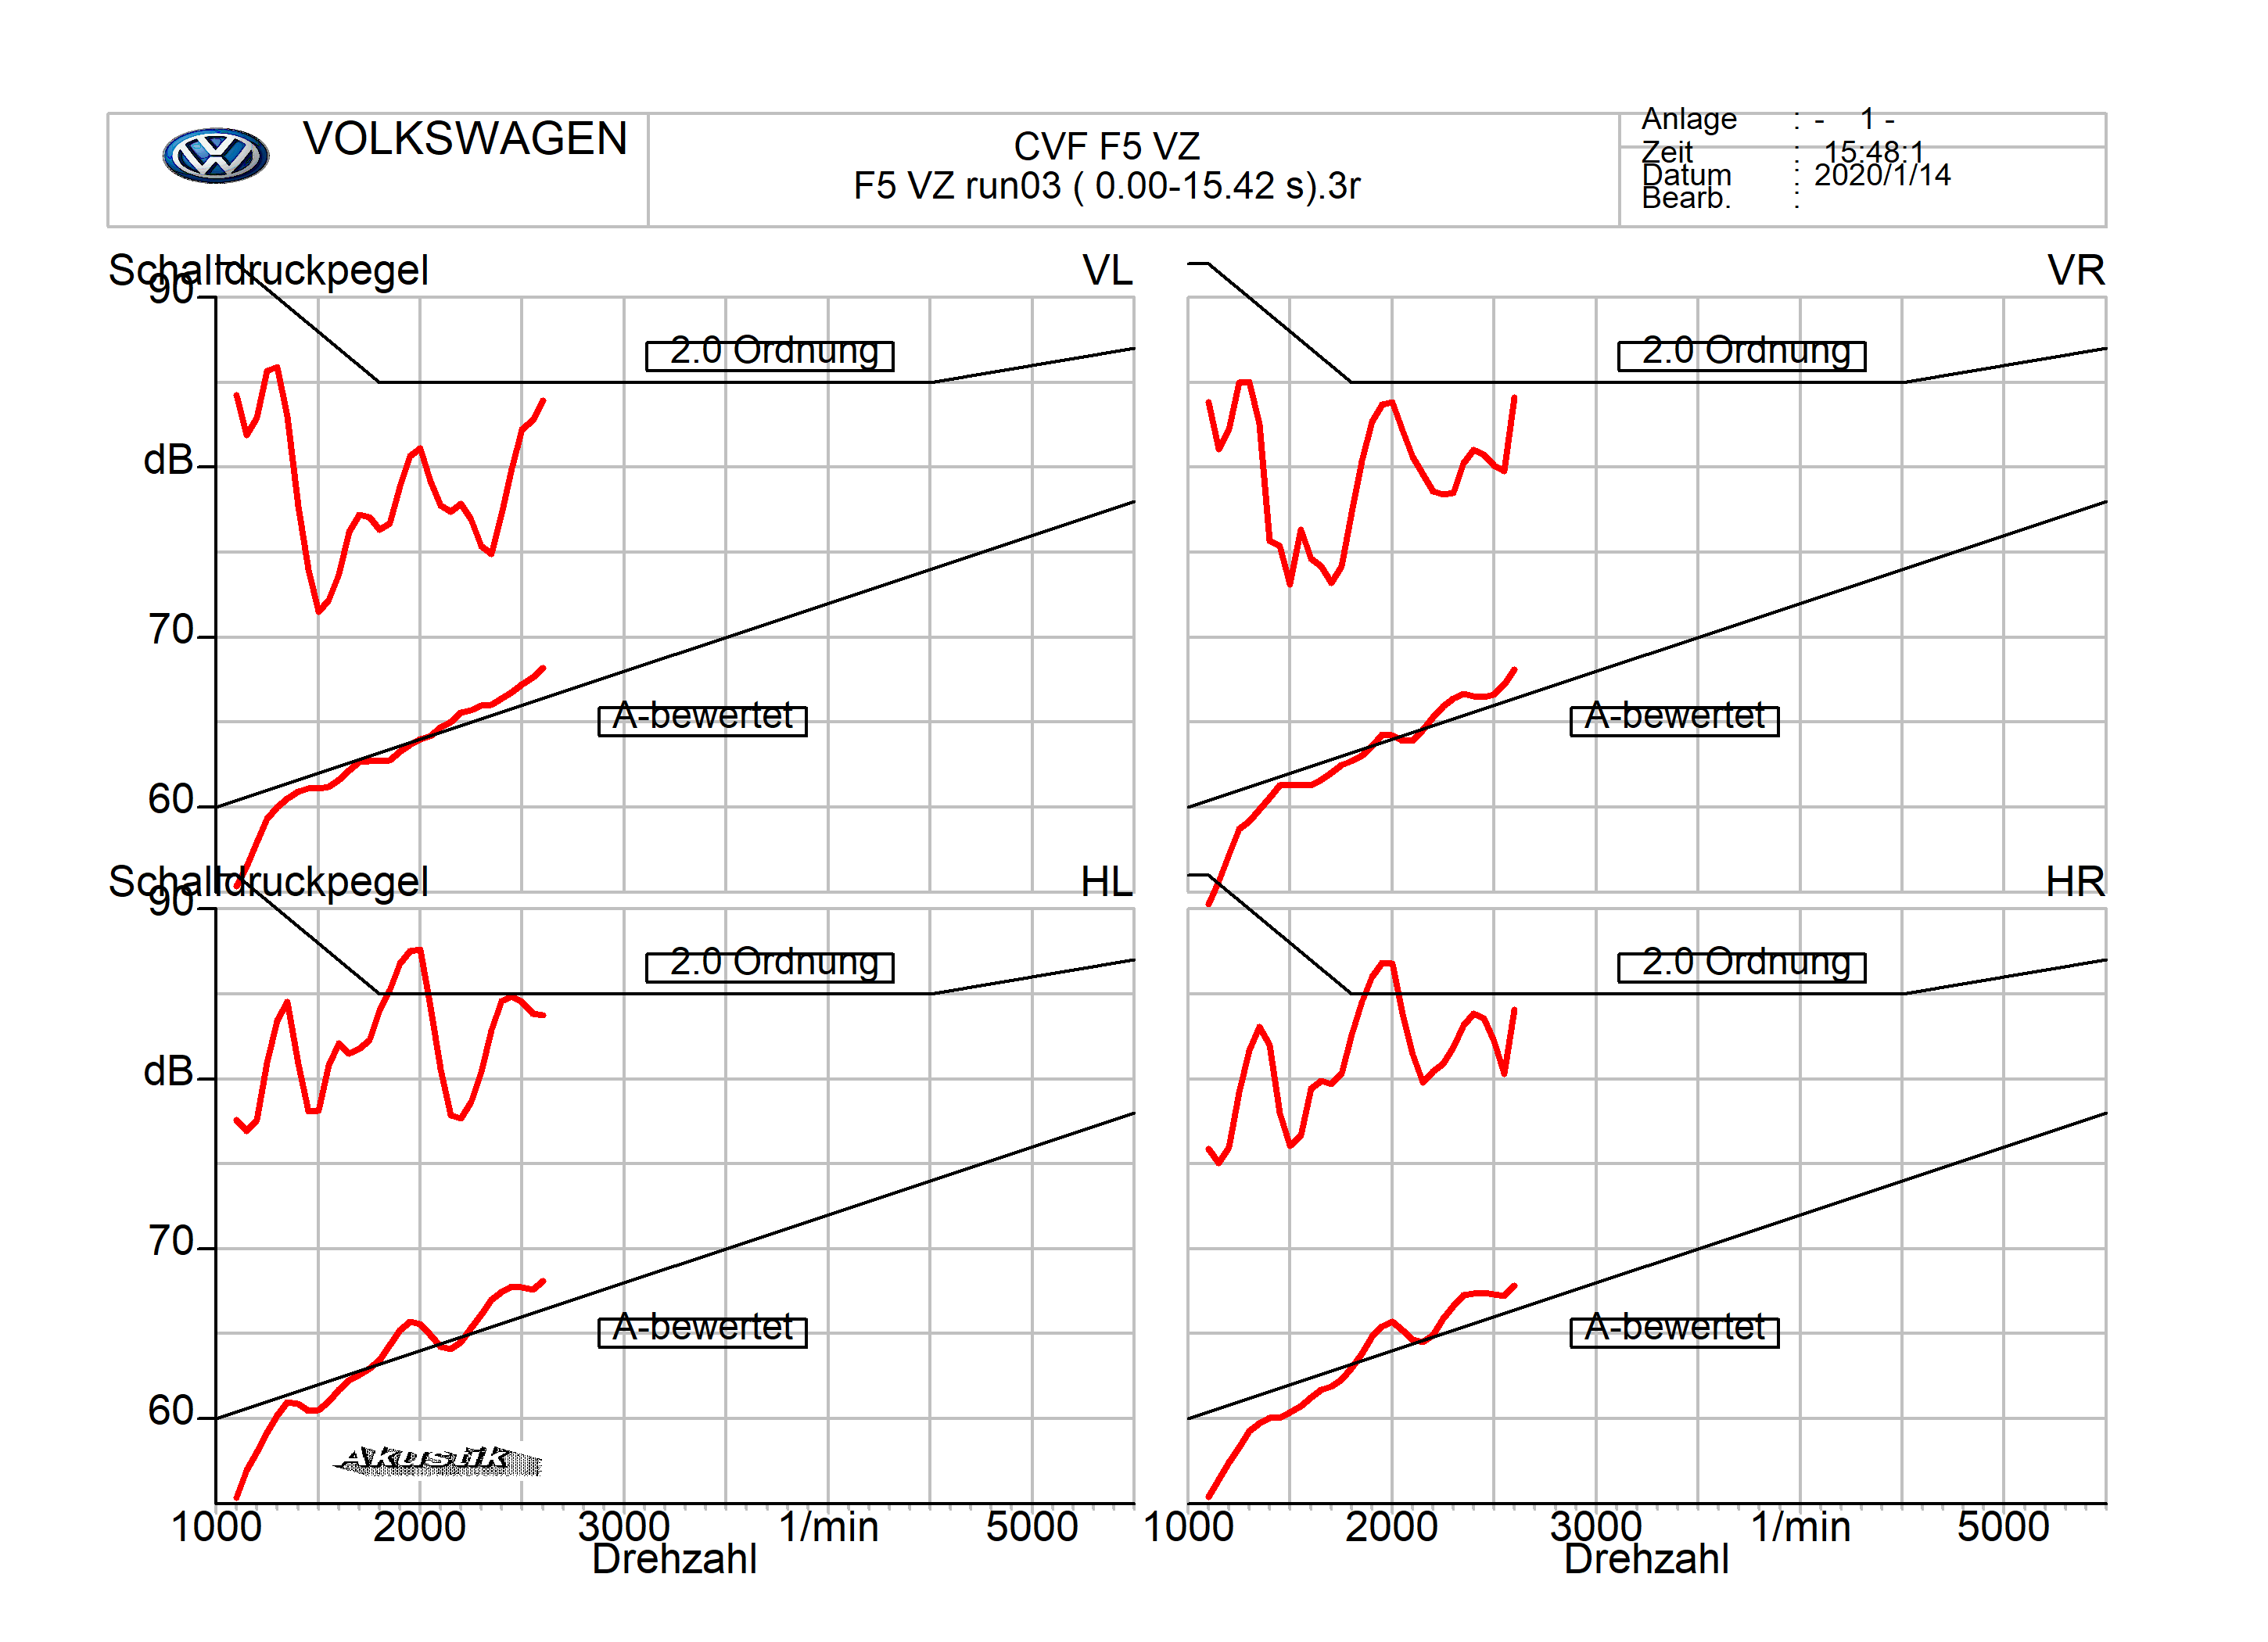 VOLKSWAGEN
CVF F5 VZ
F5 VZ run03 ( 0.00-15.42 s).3r
Anlage : - 1 -
Zeit : 15:48:1
Datum : 2020/1/14
Bearb. :
Schalldruckpegel VL
90
2.0 Ordnung
dB
70
A-bewertet
60
VR
2.0 Ordnung
A-bewertet
Schalldruckpegel HL
90
2.0 Ordnung
dB
70
A-bewertet
60
Akustik
1000 2000 3000 1/min 5000
Drehzahl
HR
2.0 Ordnung
A-bewertet
1000 2000 3000 1/min 5000
Drehzahl